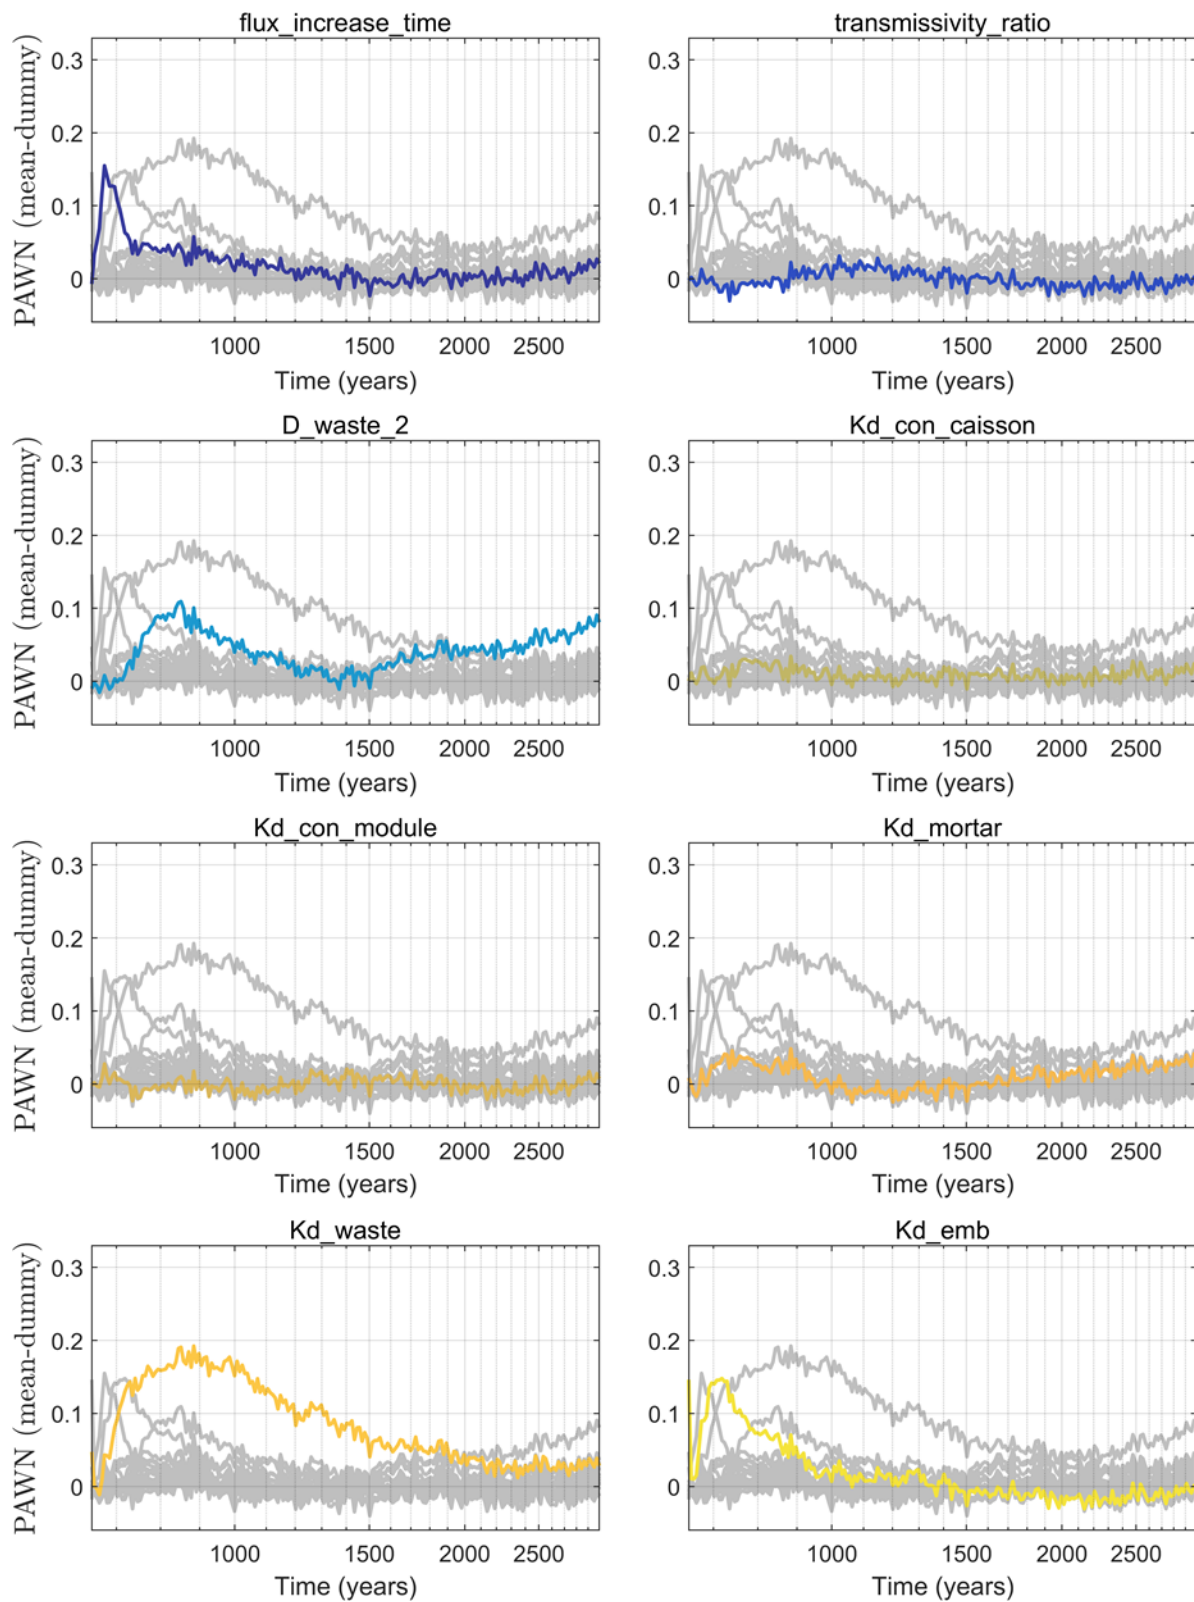 flux_increase_time
PAWN (mean-dummy)
0.3
0.2
0.1
0
1000 1500 2000 2500
Time (years)
transmissivity_ratio
0.3
0.2
0.1
0
1000 1500 2000 2500
Time (years)
D_waste_2
PAWN (mean-dummy)
0.3
0.2
0.1
0
1000 1500 2000 2500
Time (years)
Kd_con_caisson
0.3
0.2
0.1
0
1000 1500 2000 2500
Time (years)
Kd_con_module
PAWN (mean-dummy)
0.3
0.2
0.1
0
1000 1500 2000 2500
Time (years)
Kd_mortar
0.3
0.2
0.1
0
1000 1500 2000 2500
Time (years)
Kd_waste
PAWN (mean-dummy)
0.3
0.2
0.1
0
1000 1500 2000 2500
Time (years)
Kd_emb
0.3
0.2
0.1
0
1000 1500 2000 2500
Time (years)